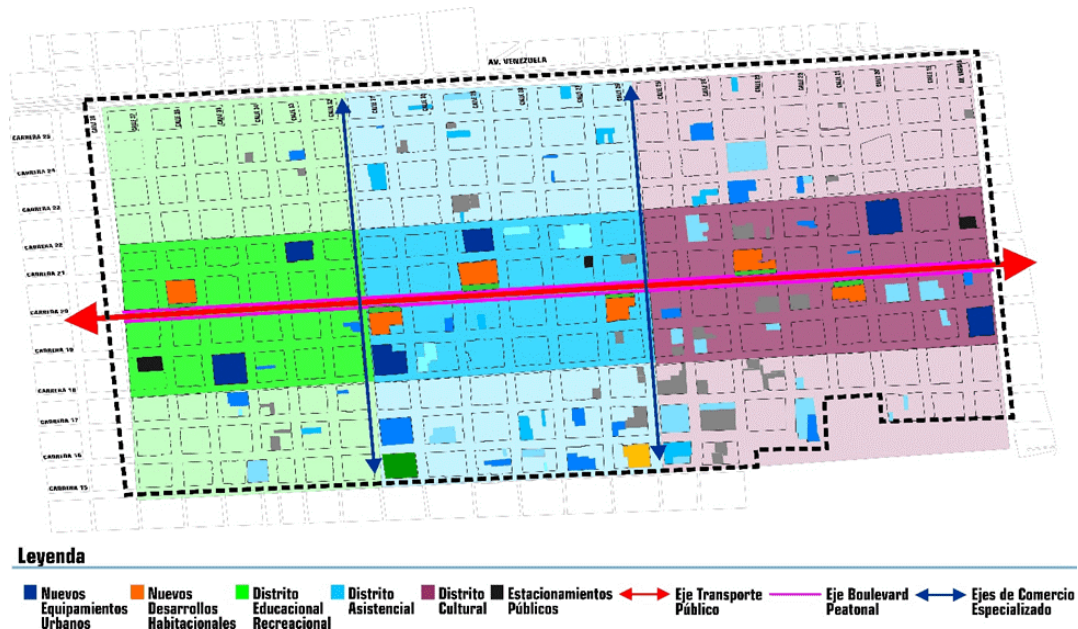 AV. VENEZUELA
CARRERA 25
CARRERA 24
CARRERA 23
CARRERA 22
CARRERA 21
CARRERA 20
CARRERA 19
CARRERA 18
CARRERA 17
CARRERA 16
CARRERA 15
Leyenda
Nuevos
Equipamientos
Urbanos
Nuevos
Desarrollos
Habitacionales
Distrito
Educacional
Recreacional
Distrito
Asistencial
Distrito
Cultural
Estacionamientos
Públicos
Eje Transporte
Público
Eje Boulevard
Peatonal
Ejes de Comercio
Especializado